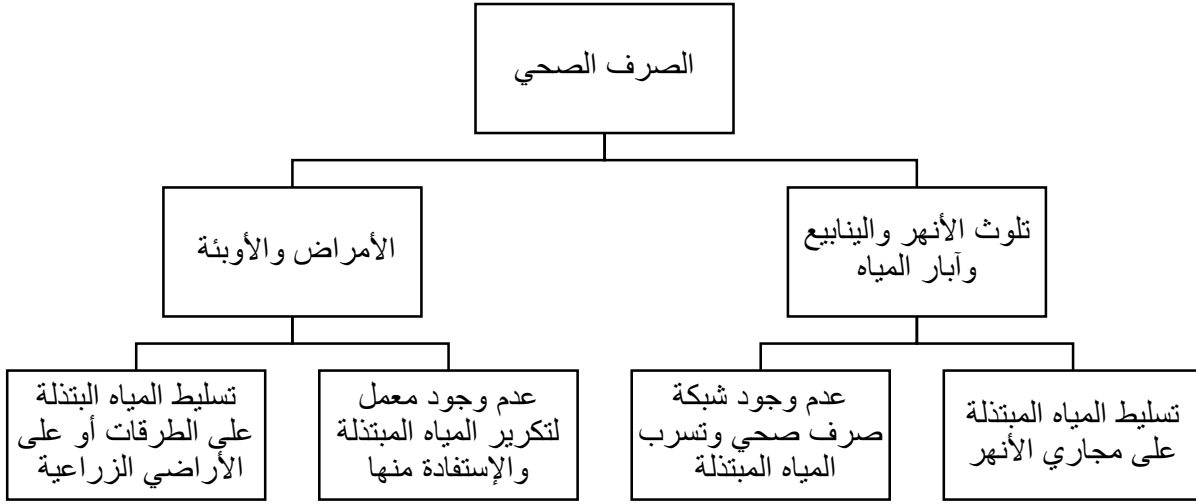 الصرف الصحي
تلوث الأنهر والينابيع
وآبار المياه
الأمراض والأوبئة
تسليط المياه المبتذلة
على مجاري الأنهر
عدم وجود شبكة
صرف صحي وتسرب
المياه المبتذلة
عدم وجود معمل
لتكرير المياه المبتذلة
والإستفادة منها
تسليط المياه البتذلة
على الطرقات أو على
الأراضي الزراعية